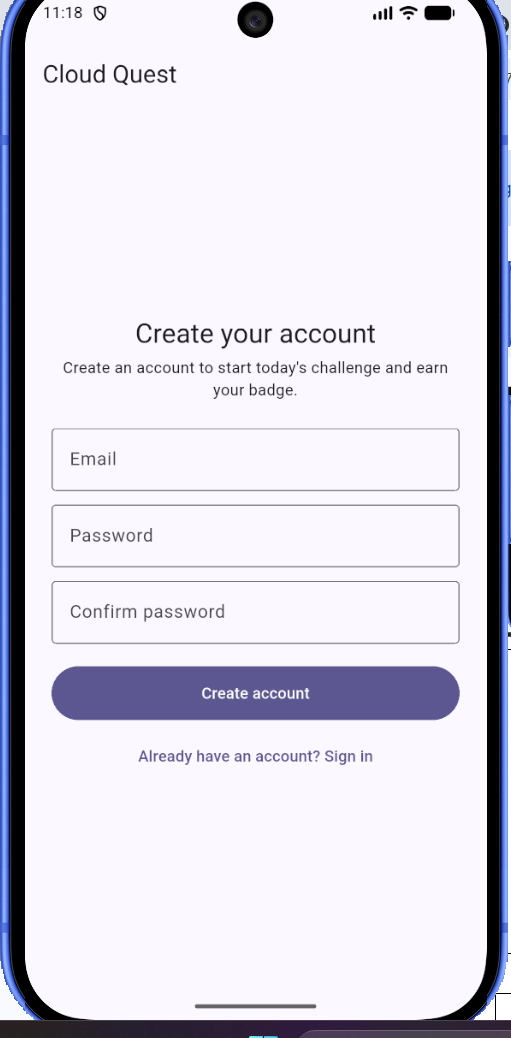 11:18
Cloud Quest
Create your account
Create an account to start today's challenge and earn
your badge.
Email
Password
Confirm password
Create account
Already have an account? Sign in